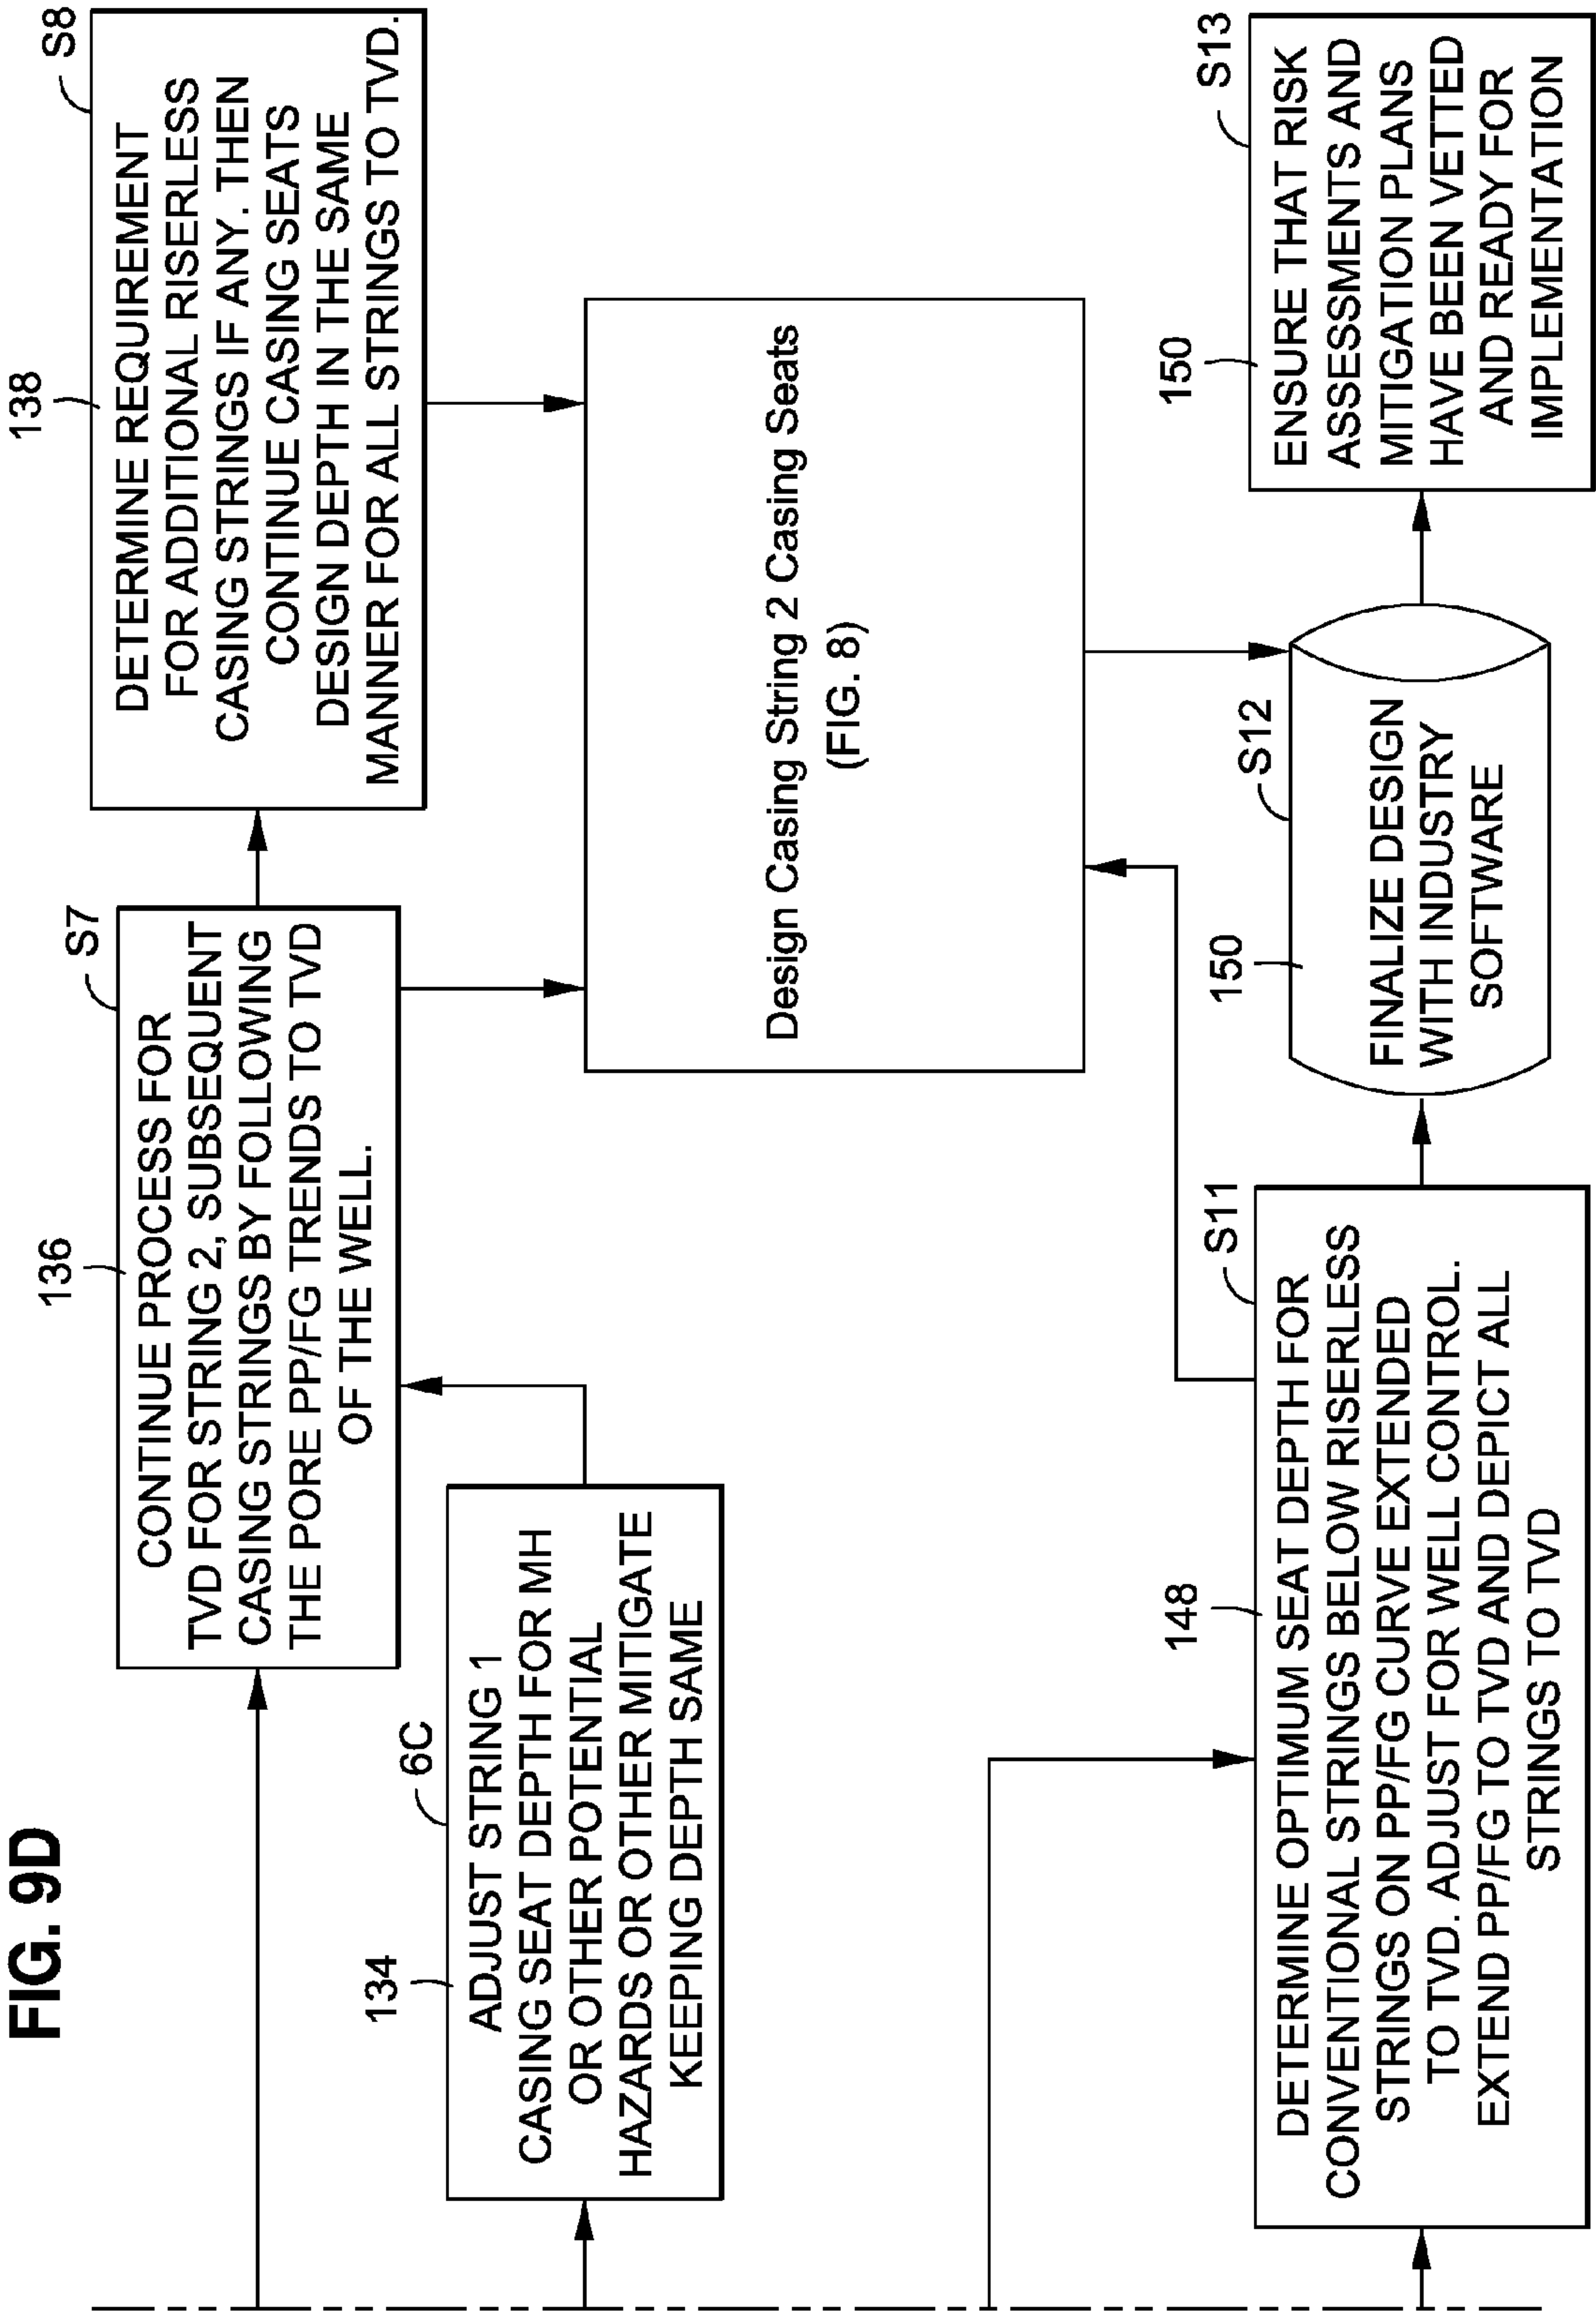 FIG. 9D
136
S7
CONTINUE PROCESS FOR
TVD FOR STRING 2, SUBSEQUENT
CASING STRINGS BY FOLLOWING
THE PORE PP/FG TRENDS TO TVD
OF THE WELL.
138
S8
DETERMINE REQUIREMENT
FOR ADDITIONAL RISERLESS
CASING STRINGS IF ANY. THEN
CONTINUE CASING SEATS
DESIGN DEPTH IN THE SAME
MANNER FOR ALL STRINGS TO TVD.
134
6C
ADJUST STRING 1
CASING SEAT DEPTH FOR MH
OR OTHER POTENTIAL
HAZARDS OR OTHER MITIGATE
KEEPING DEPTH SAME
Design Casing String 2 Casing Seats
(FIG. 8)
148
S11
DETERMINE OPTIMUM SEAT DEPTH FOR
CONVENTIONAL STRINGS BELOW RISERLESS
STRINGS ON PP/FG CURVE EXTENDED
TO TVD. ADJUST FOR WELL CONTROL.
EXTEND PP/FG TO TVD AND DEPICT ALL
STRINGS TO TVD
150
S12
FINALIZE DESIGN
WITH INDUSTRY
SOFTWARE
150
S13
ENSURE THAT RISK
ASSESSMENTS AND
MITIGATION PLANS
HAVE BEEN VETTED
AND READY FOR
IMPLEMENTATION